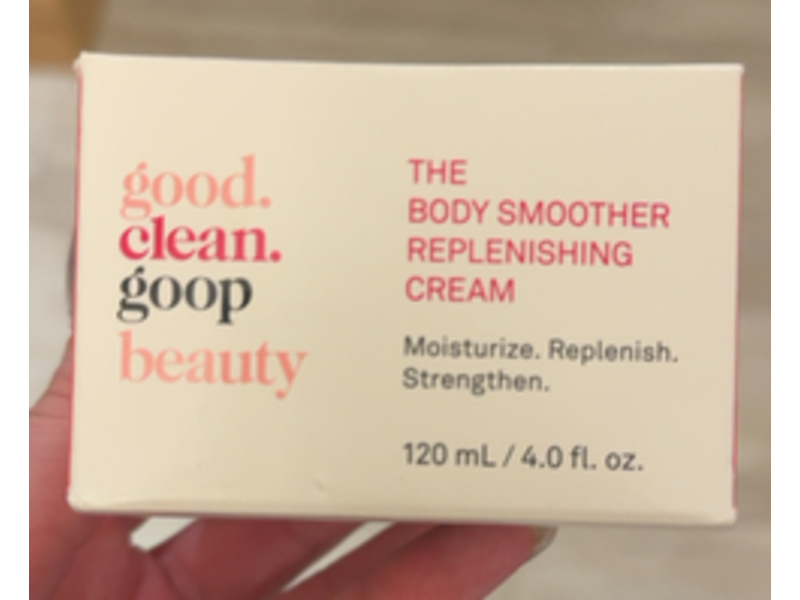 good.
clean.
goop
beauty
THE
BODY SMOOTHER
REPLENISHING
CREAM
Moisturize. Replenish.
Strengthen.
120 mL / 4.0 fl. oz.